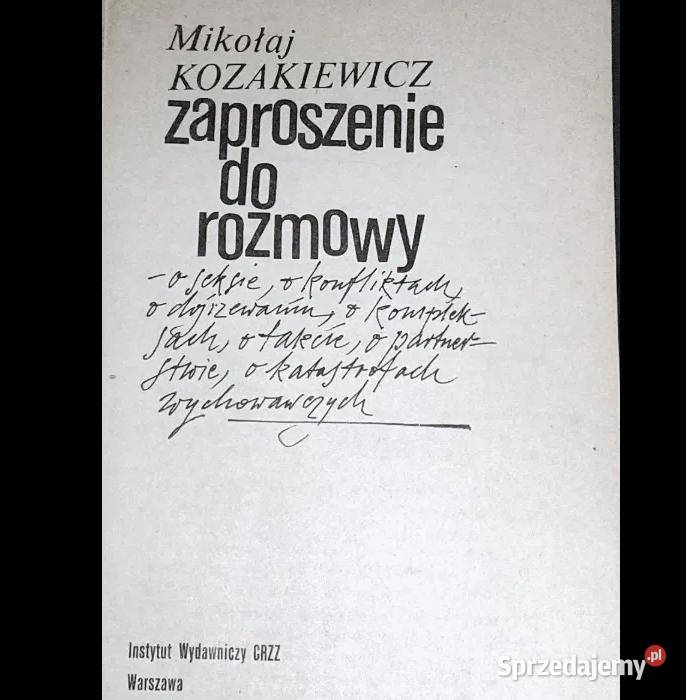 Mikołaj
KOZAKIEWICZ
zaproszenie
do
rozmowy
– o seksie, o konfliktach,
o dojrzewaniu, o komplek-
sach, o takcie, o partner-
stwie, o katastrofach
wychowawczych
Instytut Wydawniczy CRZZ
Warszawa
Sprzedajemy.pl